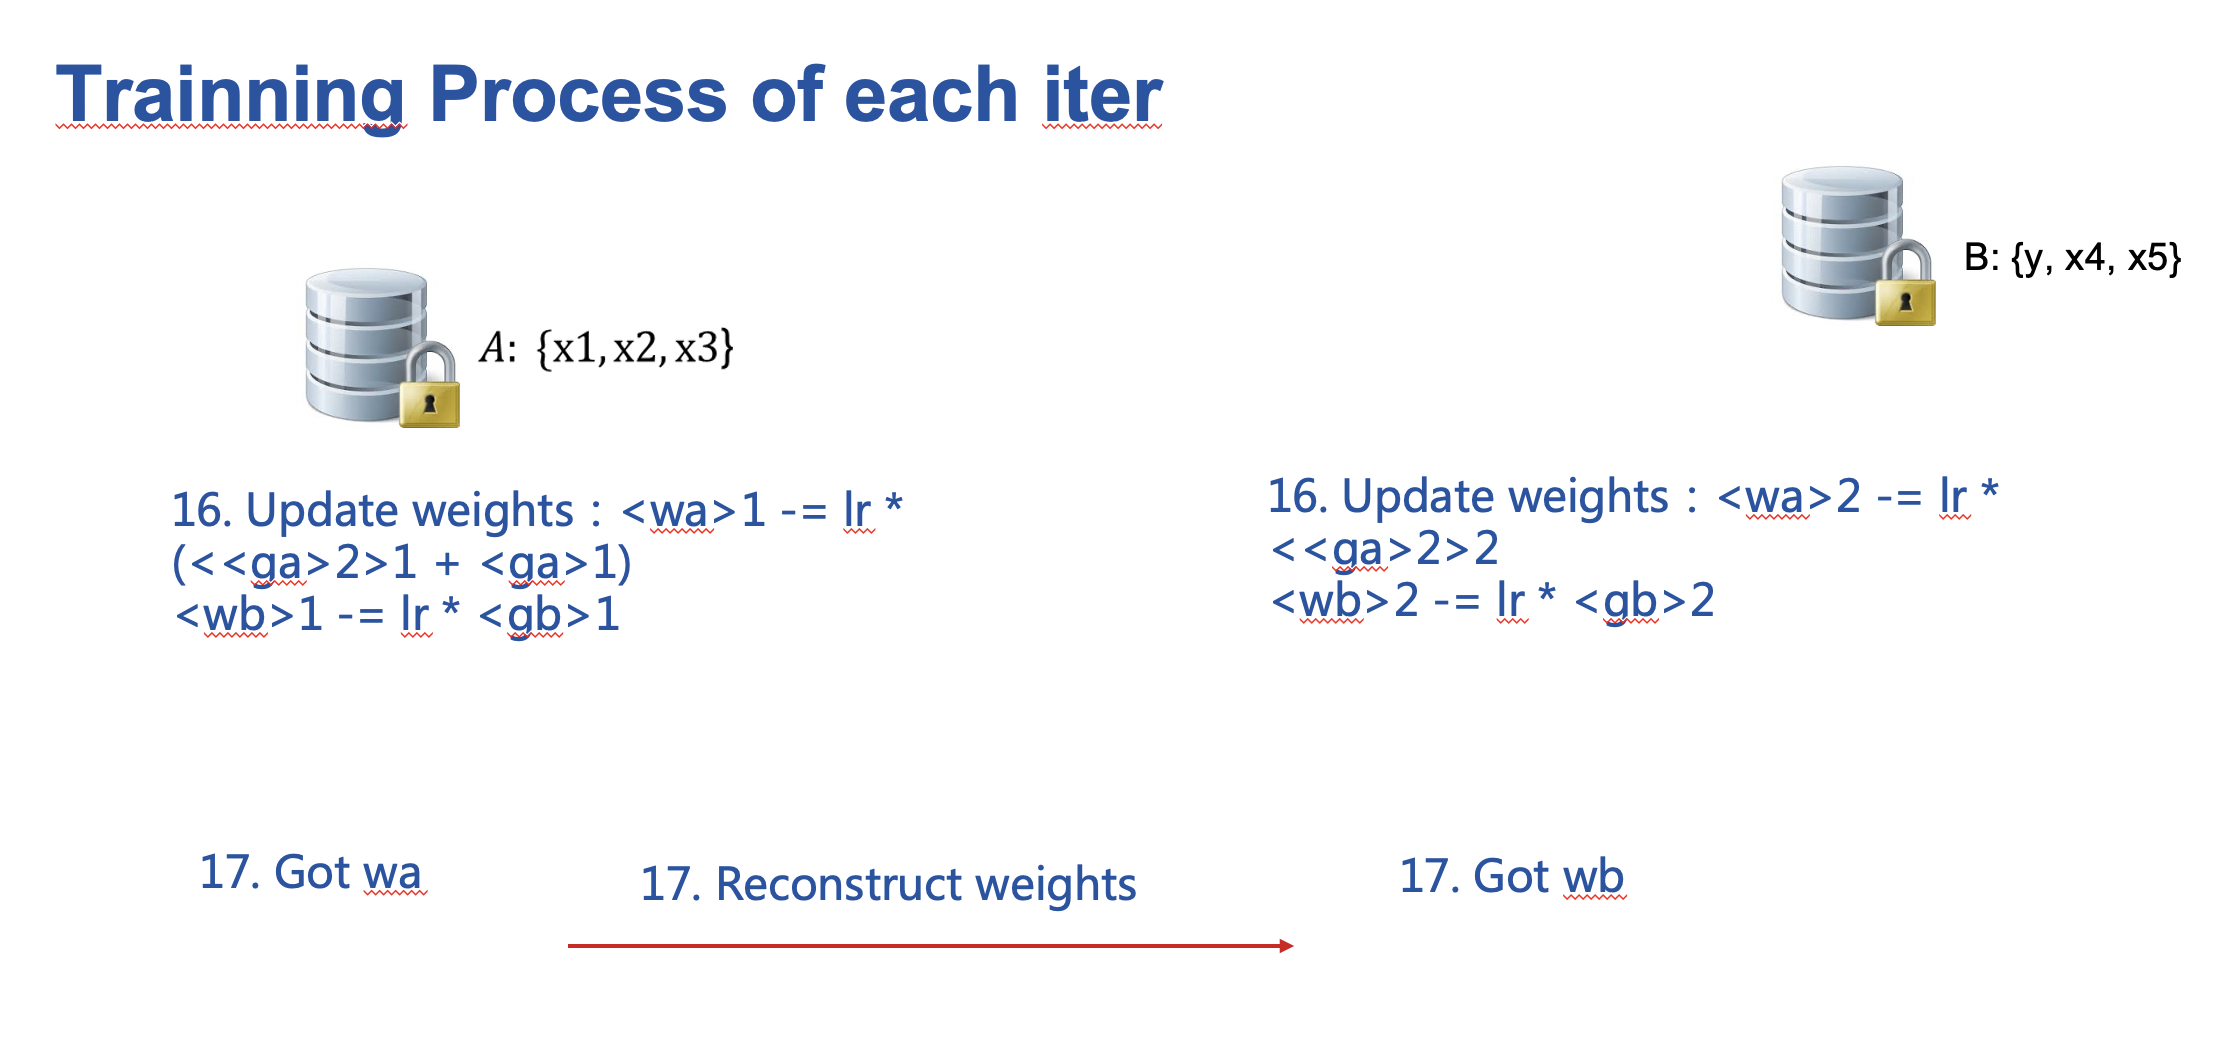 Trainning Process of each iter
B: {y, x4, x5}
A: {x1, x2, x3}
16. Update weights：<wa>1 -= lr *
(<<ga>2>1 + <ga>1)
<wb>1 -= lr * <gb>1
16. Update weights：<wa>2 -= lr *
<<ga>2>2
<wb>2 -= lr * <gb>2
17. Got wa
17. Reconstruct weights
17. Got wb